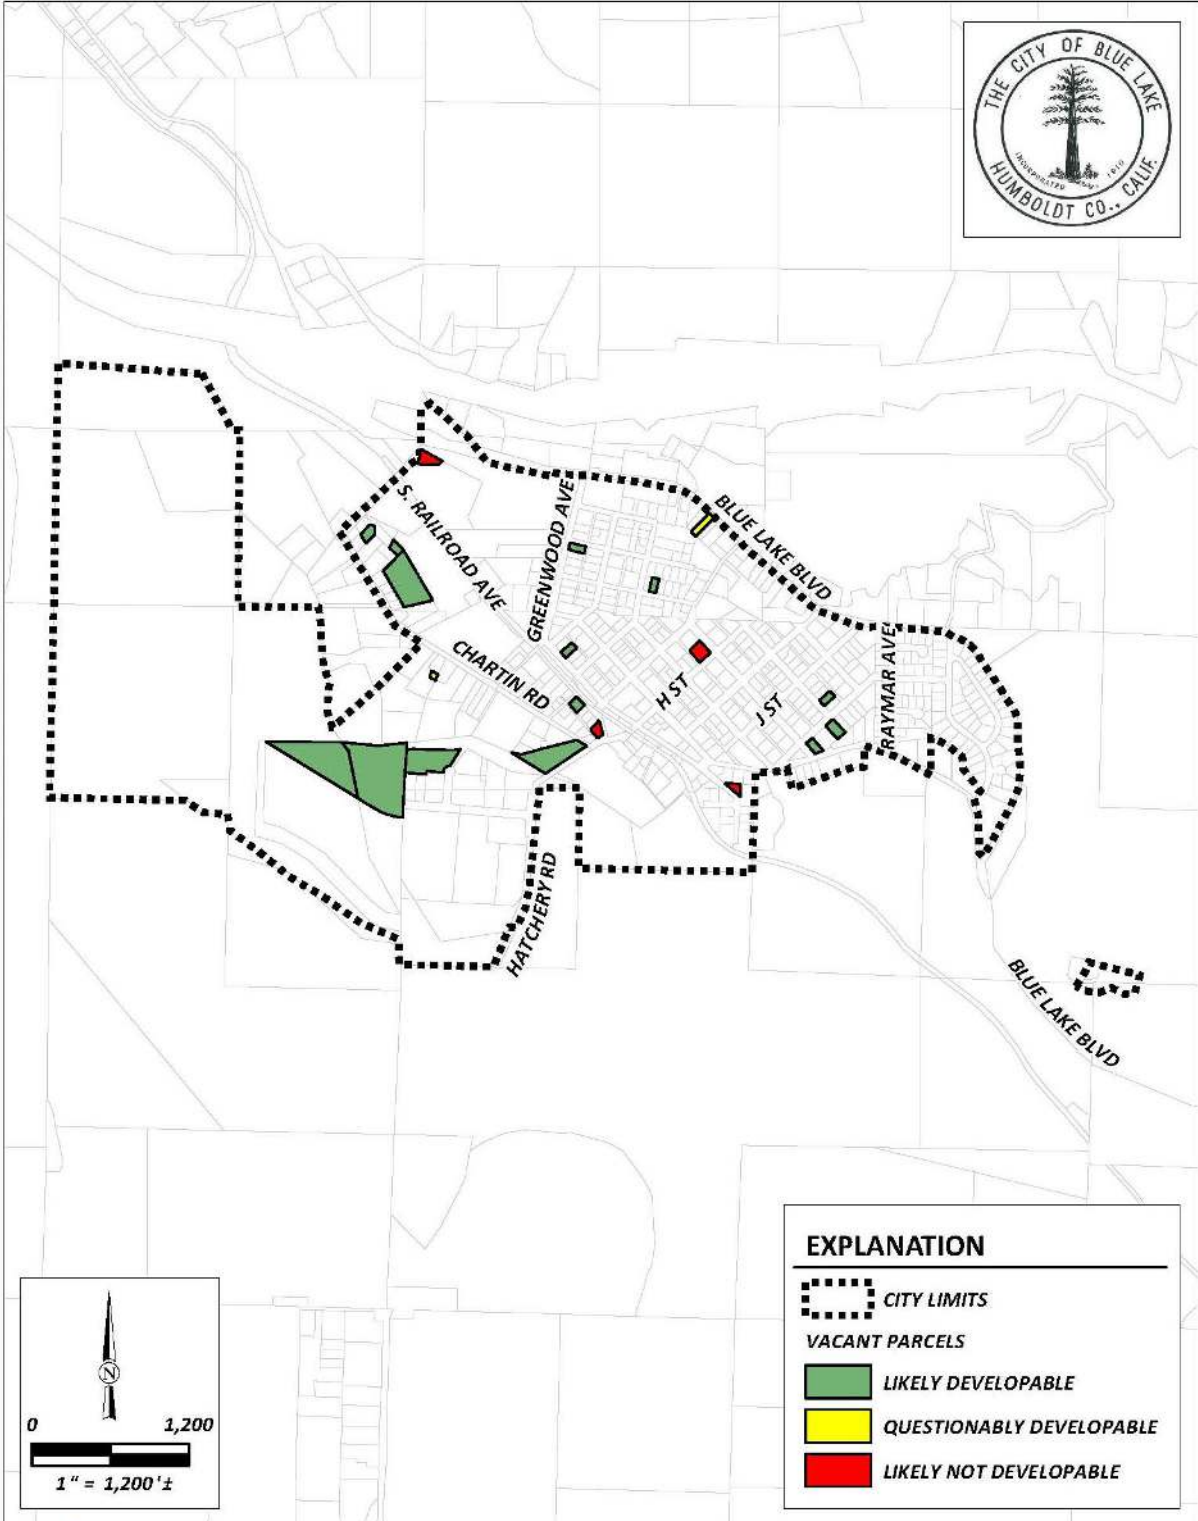 THE CITY OF BLUE LAKE
INCORPORATED 1910
HUMBOLDT CO., CALIF.
S. RAILROAD AVE
GREENWOOD AVE
BLUE LAKE BLVD
CHARTIN RD
H ST
J ST
RAYMAR AVE
HATCHERY RD
BLUE LAKE BLVD
EXPLANATION
CITY LIMITS
VACANT PARCELS
LIKELY DEVELOPABLE
QUESTIONABLY DEVELOPABLE
LIKELY NOT DEVELOPABLE
N
0 1,200
1" = 1,200'±